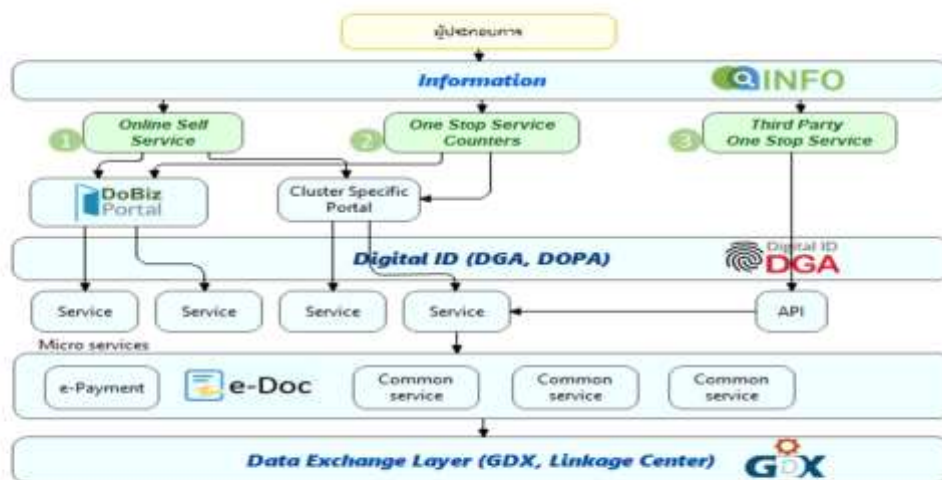 ผู้ประกอบการ
Information
INFO
1
Online Self
Service
2
One Stop Service
Counters
3
Third Party
One Stop Service
DoBiz
Portal
Cluster Specific
Portal
Digital ID (DGA, DOPA)
Digital ID
DGA
Service
Service
Service
Service
API
Micro services
e-Payment
e-Doc
Common
service
Common
service
Common
service
Data Exchange Layer (GDX, Linkage Center)
GDX